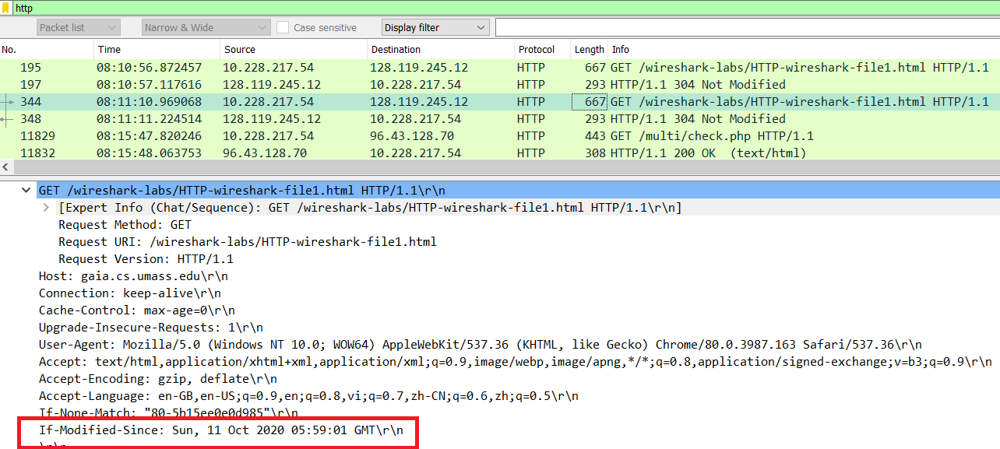 http
Packet list Narrow & Wide Case sensitive Display filter
No. Time Source Destination Protocol Length Info
195 08:10:56.872457 10.228.217.54 128.119.245.12 HTTP 667 GET /wireshark-labs/HTTP-wireshark-file1.html HTTP/1.1
197 08:10:57.117616 128.119.245.12 10.228.217.54 HTTP 293 HTTP/1.1 304 Not Modified
344 08:11:10.969068 10.228.217.54 128.119.245.12 HTTP 667 GET /wireshark-labs/HTTP-wireshark-file1.html HTTP/1.1
348 08:11:11.224514 128.119.245.12 10.228.217.54 HTTP 293 HTTP/1.1 304 Not Modified
11829 08:15:47.820246 10.228.217.54 96.43.128.70 HTTP 443 GET /multi/check.php HTTP/1.1
11832 08:15:48.063753 96.43.128.70 10.228.217.54 HTTP 308 HTTP/1.1 200 OK (text/html)
GET /wireshark-labs/HTTP-wireshark-file1.html HTTP/1.1\r\n
[Expert Info (Chat/Sequence): GET /wireshark-labs/HTTP-wireshark-file1.html HTTP/1.1\r\n]
Request Method: GET
Request URI: /wireshark-labs/HTTP-wireshark-file1.html
Request Version: HTTP/1.1
Host: gaia.cs.umass.edu\r\n
Connection: keep-alive\r\n
Cache-Control: max-age=0\r\n
Upgrade-Insecure-Requests: 1\r\n
User-Agent: Mozilla/5.0 (Windows NT 10.0; WOW64) AppleWebKit/537.36 (KHTML, like Gecko) Chrome/80.0.3987.163 Safari/537.36\r\n
Accept: text/html,application/xhtml+xml,application/xml;q=0.9,image/webp,image/apng,*/*;q=0.8,application/signed-exchange;v=b3;q=0.9\r\n
Accept-Encoding: gzip, deflate\r\n
Accept-Language: en-GB,en-US;q=0.9,en;q=0.8,vi;q=0.7,zh-CN;q=0.6,zh;q=0.5\r\n
If-None-Match: "80-5b15ee0e0d985"\r\n
If-Modified-Since: Sun, 11 Oct 2020 05:59:01 GMT\r\n
\r\n